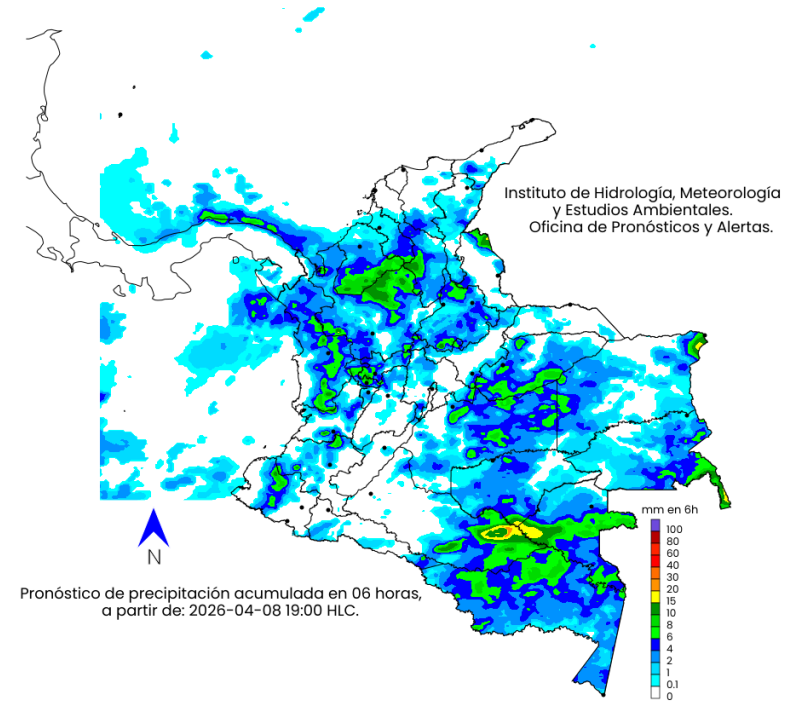 Instituto de Hidrología, Meteorología
y Estudios Ambientales.
Oficina de Pronósticos y Alertas.
mm en 6h
100
80
60
40
30
20
15
10
8
6
4
2
1
0.1
0
N
Pronóstico de precipitación acumulada en 06 horas,
a partir de: 2026-04-08 19:00 HLC.